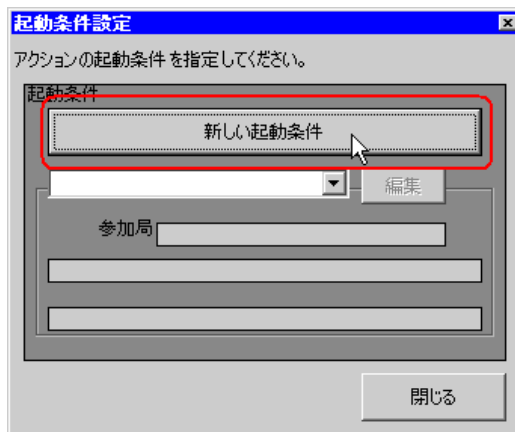 起動条件設定
アクションの起動条件を指定してください。
起動条件
新しい起動条件
編集
参加局
閉じる